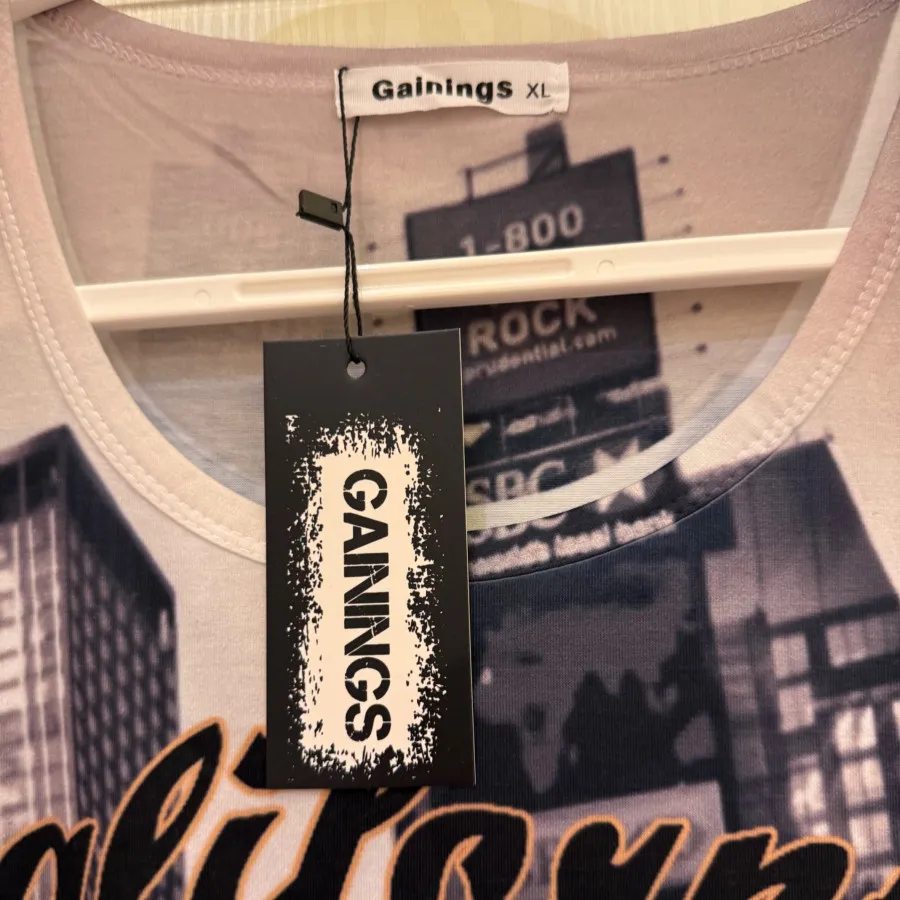 Gainings XL
1-800
ROCK
prudential.com
SBC
GAININGS